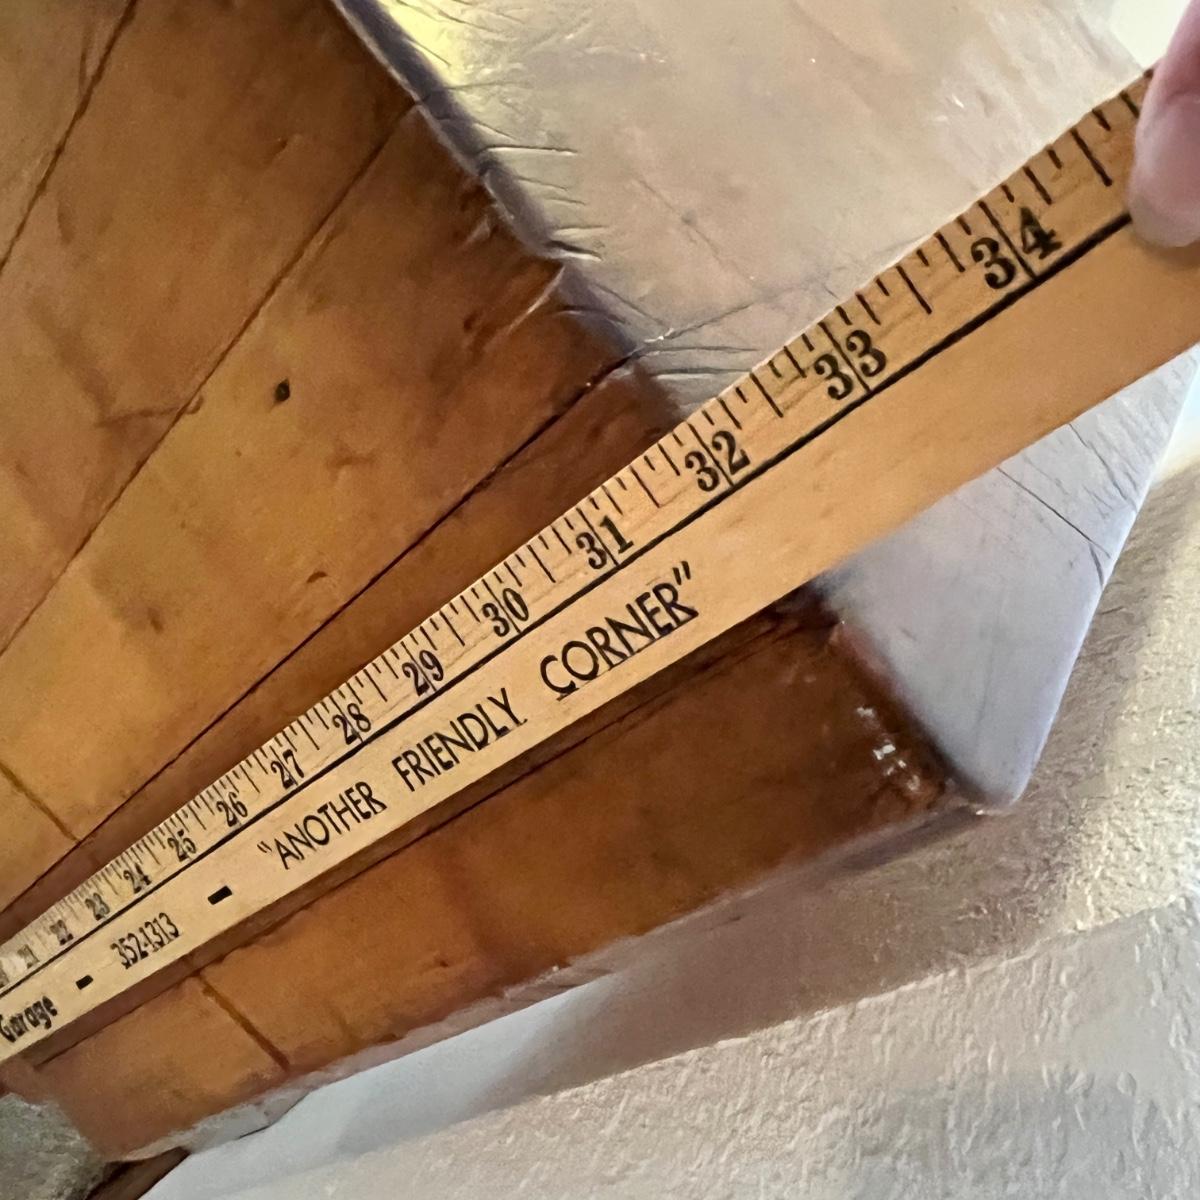 21 22 23 24 25 26 27 28 29 30 31 32 33 34
Garage - 352-1313 - "ANOTHER FRIENDLY CORNER"